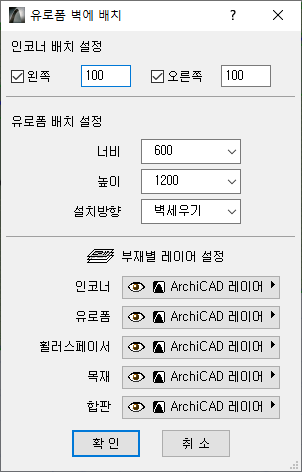 유로폼 벽에 배치 ? ×
인코너 배치 설정
왼쪽 100 오른쪽 100
유로폼 배치 설정
너비 600
높이 1200
설치방향 벽세우기
부재별 레이어 설정
인코너 ArchiCAD 레이어
유로폼 ArchiCAD 레이어
휠러스페이서 ArchiCAD 레이어
목재 ArchiCAD 레이어
합판 ArchiCAD 레이어
확 인 취 소